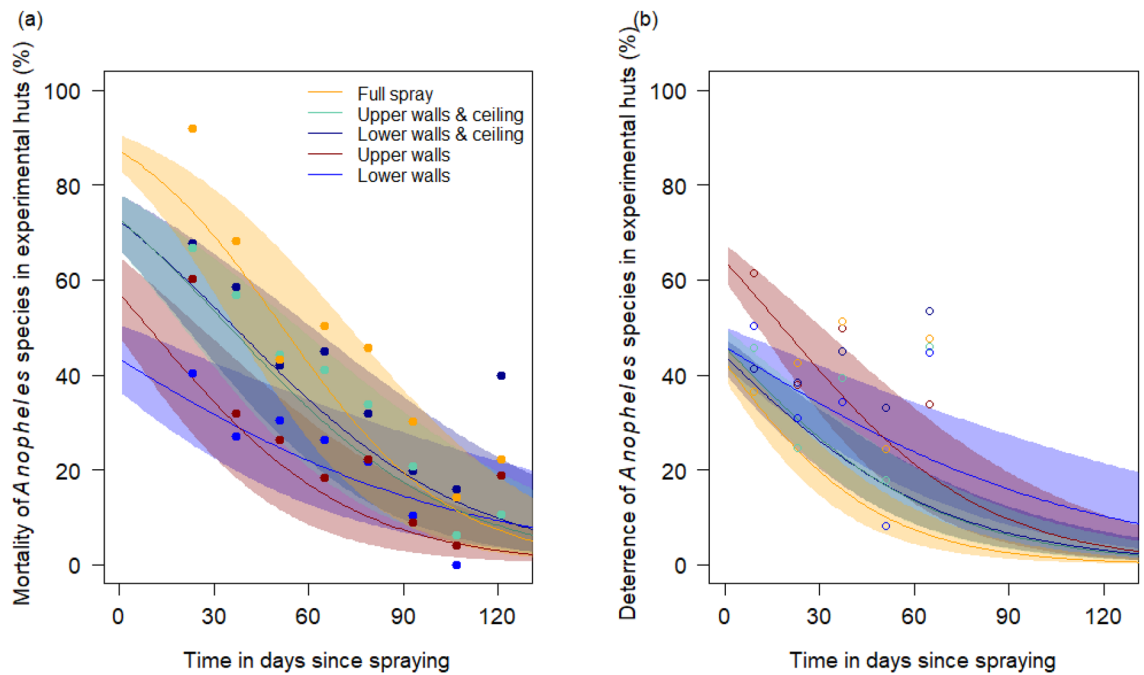 (a)
Mortality of Anopheles species in experimental huts (%)
100
80
60
40
20
0
Full spray
Upper walls & ceiling
Lower walls & ceiling
Upper walls
Lower walls
0 30 60 90 120
Time in days since spraying
(b)
Deterrence of Anopheles species in experimental huts (%)
100
80
60
40
20
0
0 30 60 90 120
Time in days since spraying